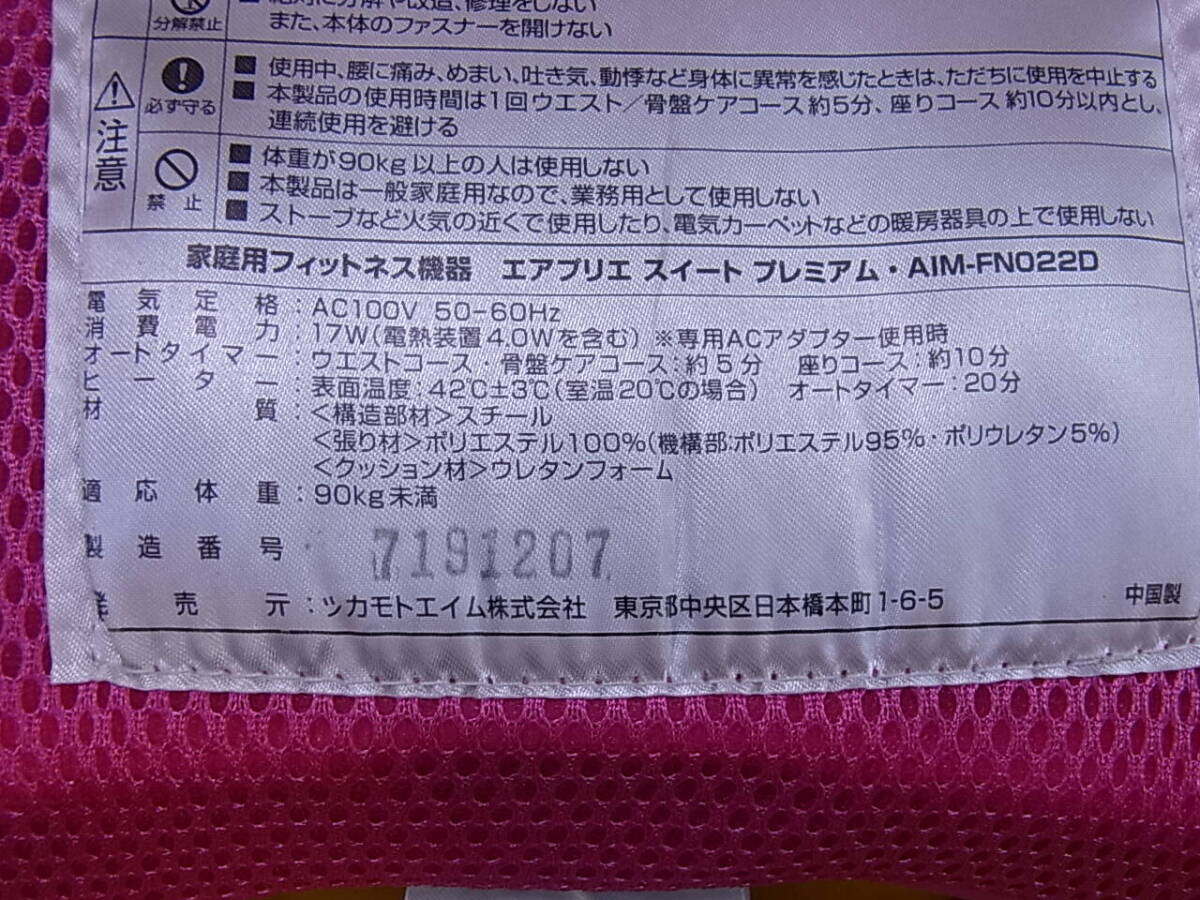 ■ 絶対に分解や改造、修理をしない
分解禁止
また、本体のファスナーを開けない
注意
必ず守る
■ 使用中、腰に痛み、めまい、吐き気、動悸など身体に異常を感じたときは、ただちに使用を中止する
■ 本製品の使用時間は1回ウエスト/骨盤ケアコース約5分、座りコース約10分以内とし、
連続使用を避ける
禁止
■ 体重が90kg以上の人は使用しない
■ 本製品は一般家庭用なので、業務用として使用しない
■ ストーブなど火気の近くで使用したり、電気カーペットなどの暖房器具の上で使用しない
家庭用フィットネス機器 エアプリエ スイート プレミアム・AIM-FN022D
電気定格:AC100V 50-60Hz
消費電力:17W(電熱装置4.0Wを含む)※専用ACアダプター使用時
オートタイマー:ウエストコース・骨盤ケアコース:約5分 座りコース:約10分
ヒーター:表面温度:42℃±3℃(室温20℃の場合) オートタイマー:20分
材質:<構造部材>スチール
<張り材>ポリエステル100%(機構部:ポリエステル95%・ポリウレタン5%)
<クッション材>ウレタンフォーム
適応体重:90kg未満
製造番号:7191207
発売元:ツカモトエイム株式会社 東京都中央区日本橋本町1-6-5 中国製